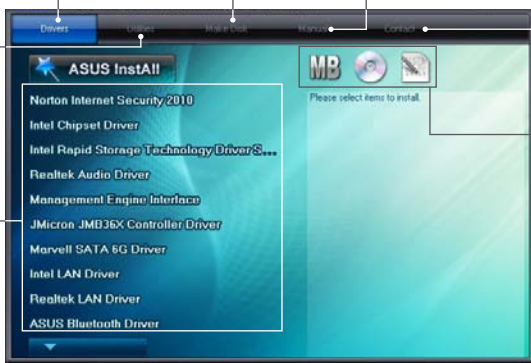 Drivers Utilities Make Disk Manual Contact
ASUS InstAll
MB
Please select items to install.
Norton Internet Security 2010
Intel Chipset Driver
Intel Rapid Storage Technology Driver S...
Realtek Audio Driver
Management Engine Interface
JMicron JMB36X Controller Driver
Marvell SATA 6G Driver
Intel LAN Driver
Realtek LAN Driver
ASUS Bluetooth Driver